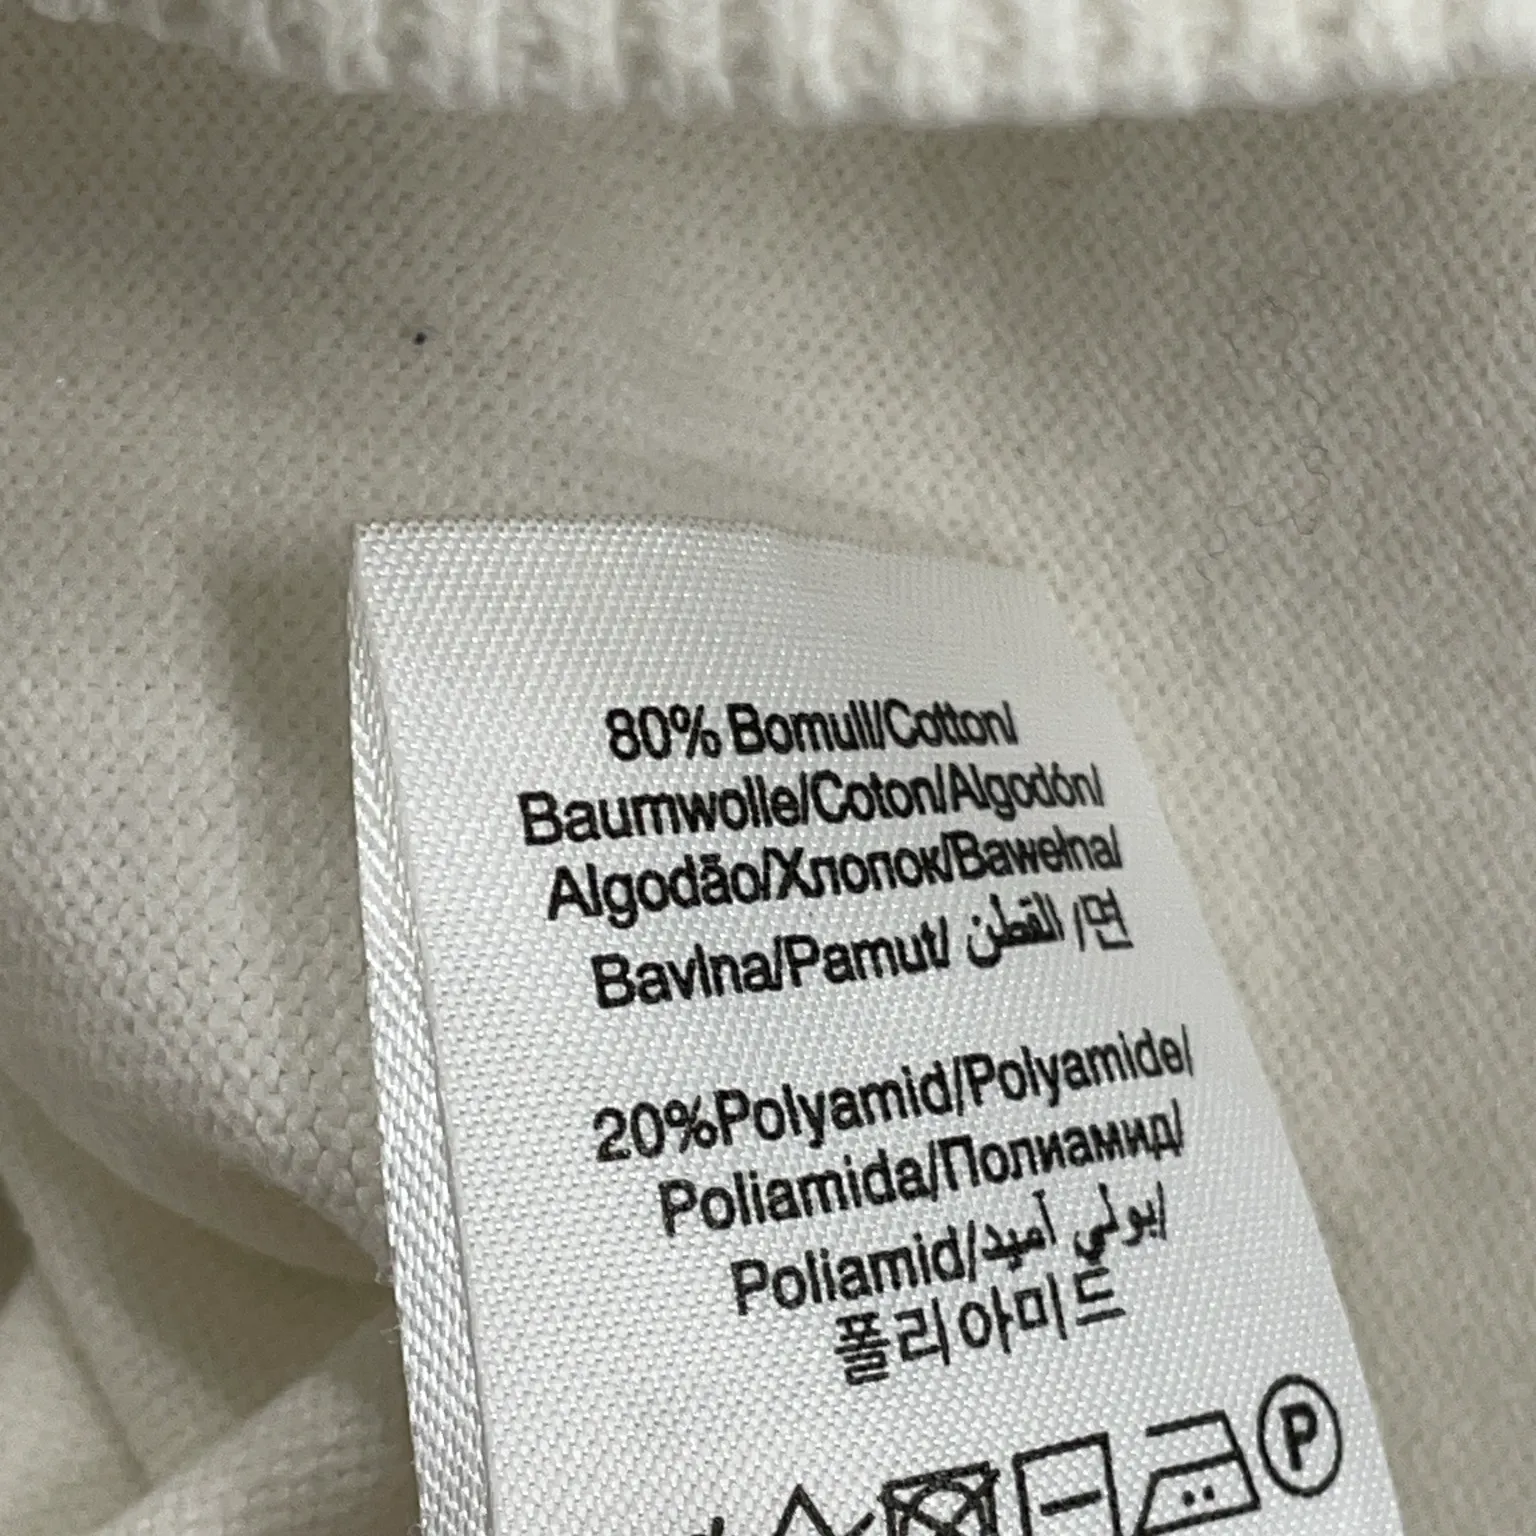 80% Bomull/Cotton/
Baumwolle/Coton/Algodón/
Algodão/Хлопок/Bawełna/
Bavlna/Pamut/ القطن /면
20%Polyamid/Polyamide/
Poliamida/Полиамид/
Poliamid/بولي أميد/
폴리아미드
P